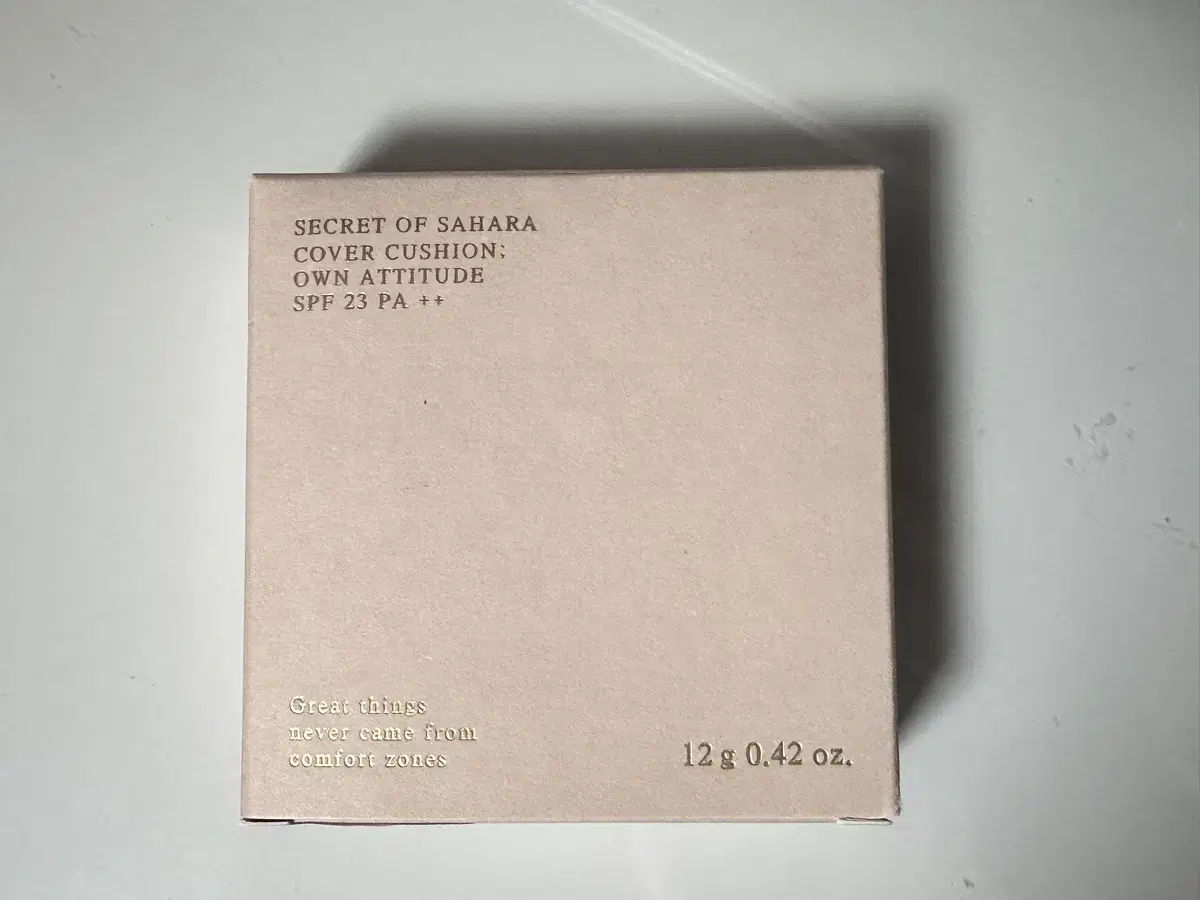 SECRET OF SAHARA
COVER CUSHION;
OWN ATTITUDE
SPF 23 PA ++
Great things
never came from
comfort zones
12 g 0.42 oz.